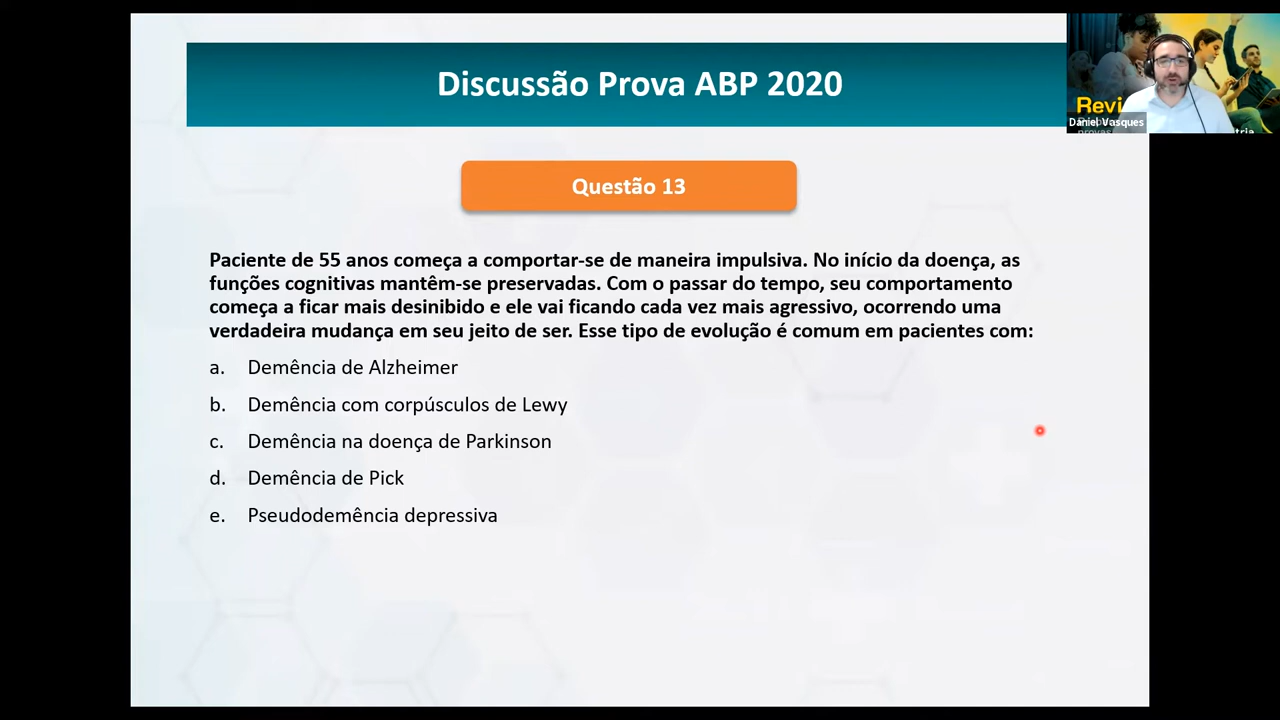 Discussão Prova ABP 2020
Revi
Daniel Vasques
Questão 13
Paciente de 55 anos começa a comportar-se de maneira impulsiva. No início da doença, as
funções cognitivas mantêm-se preservadas. Com o passar do tempo, seu comportamento
começa a ficar mais desinibido e ele vai ficando cada vez mais agressivo, ocorrendo uma
verdadeira mudança em seu jeito de ser. Esse tipo de evolução é comum em pacientes com:
a. Demência de Alzheimer
b. Demência com corpúsculos de Lewy
c. Demência na doença de Parkinson
d. Demência de Pick
e. Pseudodemência depressiva